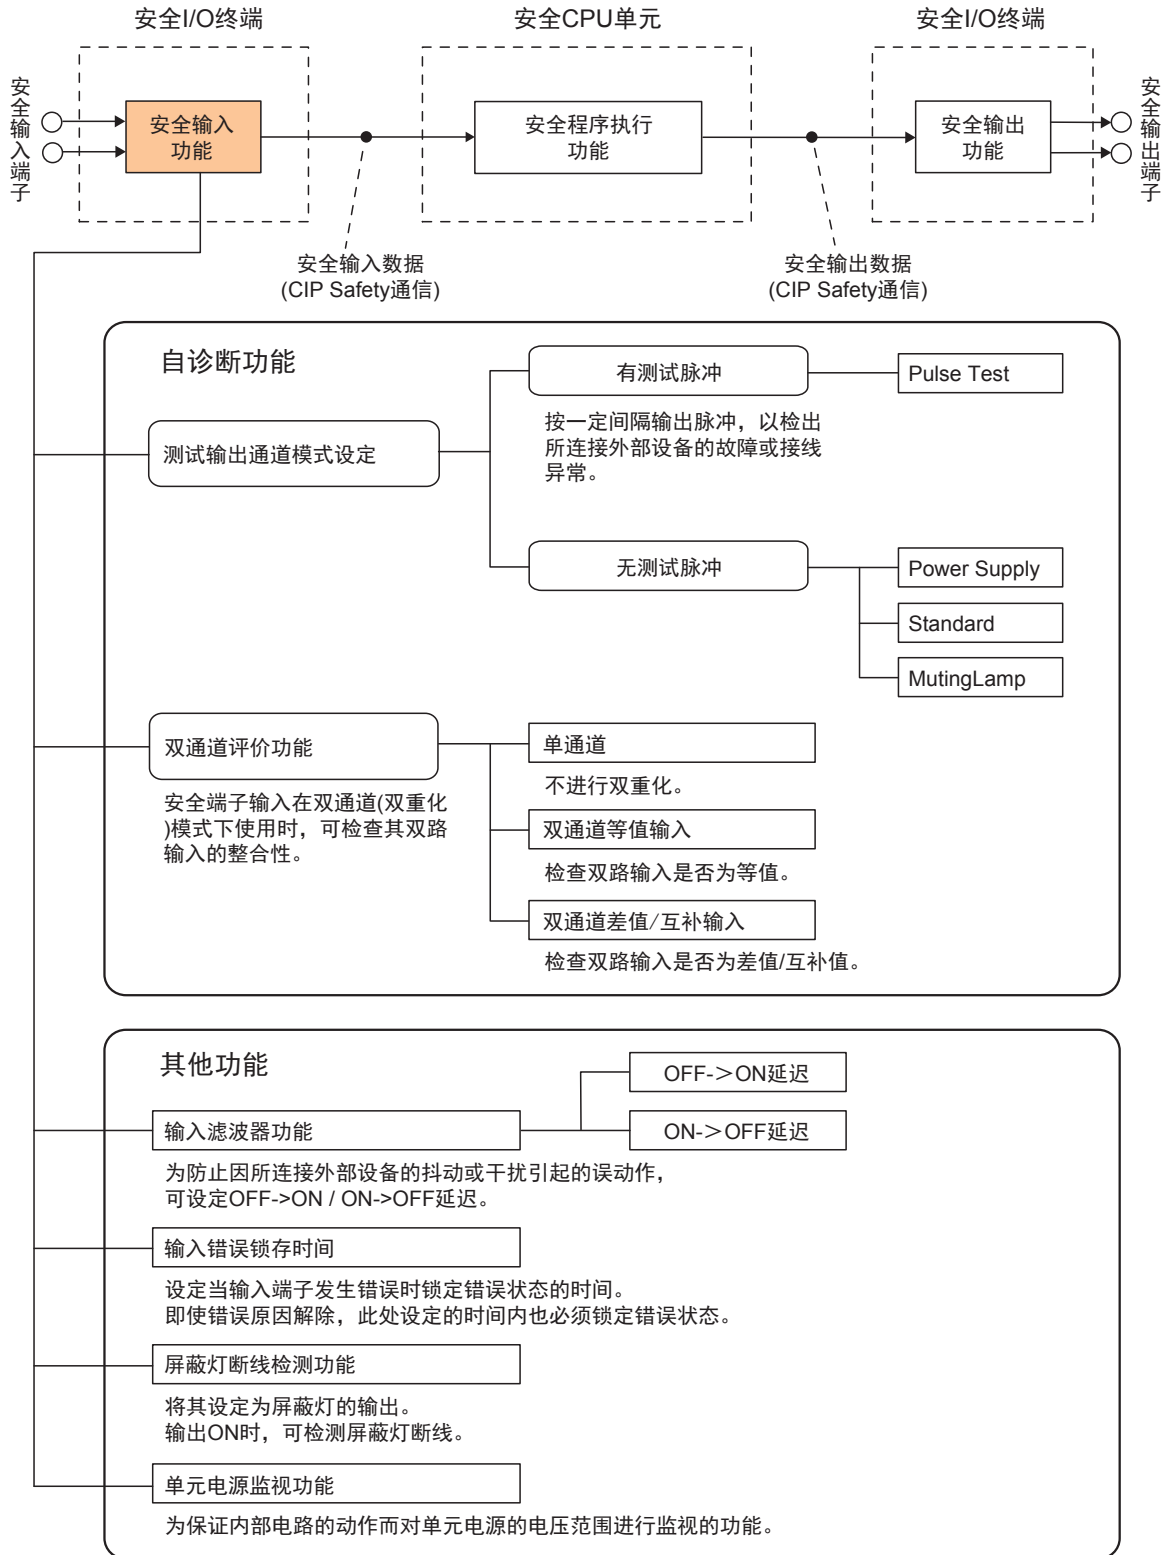 安全I/O终端
安全CPU单元
安全I/O终端
安全输入端子
安全输入
功能
安全程序执行
功能
安全输出
功能
安全输出端子
安全输入数据
(CIP Safety通信)
安全输出数据
(CIP Safety通信)
自诊断功能
测试输出通道模式设定
有测试脉冲
Pulse Test
按一定间隔输出脉冲，以检出
所连接外部设备的故障或接线
异常。
无测试脉冲
Power Supply
Standard
MutingLamp
双通道评价功能
安全端子输入在双通道(双重化
)模式下使用时，可检查其双路
输入的整合性。
单通道
不进行双重化。
双通道等值输入
检查双路输入是否为等值。
双通道差值/互补输入
检查双路输入是否为差值/互补值。
其他功能
OFF->ON延迟
输入滤波器功能
ON->OFF延迟
为防止因所连接外部设备的抖动或干扰引起的误动作，
可设定OFF->ON / ON->OFF延迟。
输入错误锁存时间
设定当输入端子发生错误时锁定错误状态的时间。
即使错误原因解除，此处设定的时间内也必须锁定错误状态。
屏蔽灯断线检测功能
将其设定为屏蔽灯的输出。
输出ON时，可检测屏蔽灯断线。
单元电源监视功能
为保证内部电路的动作而对单元电源的电压范围进行监视的功能。